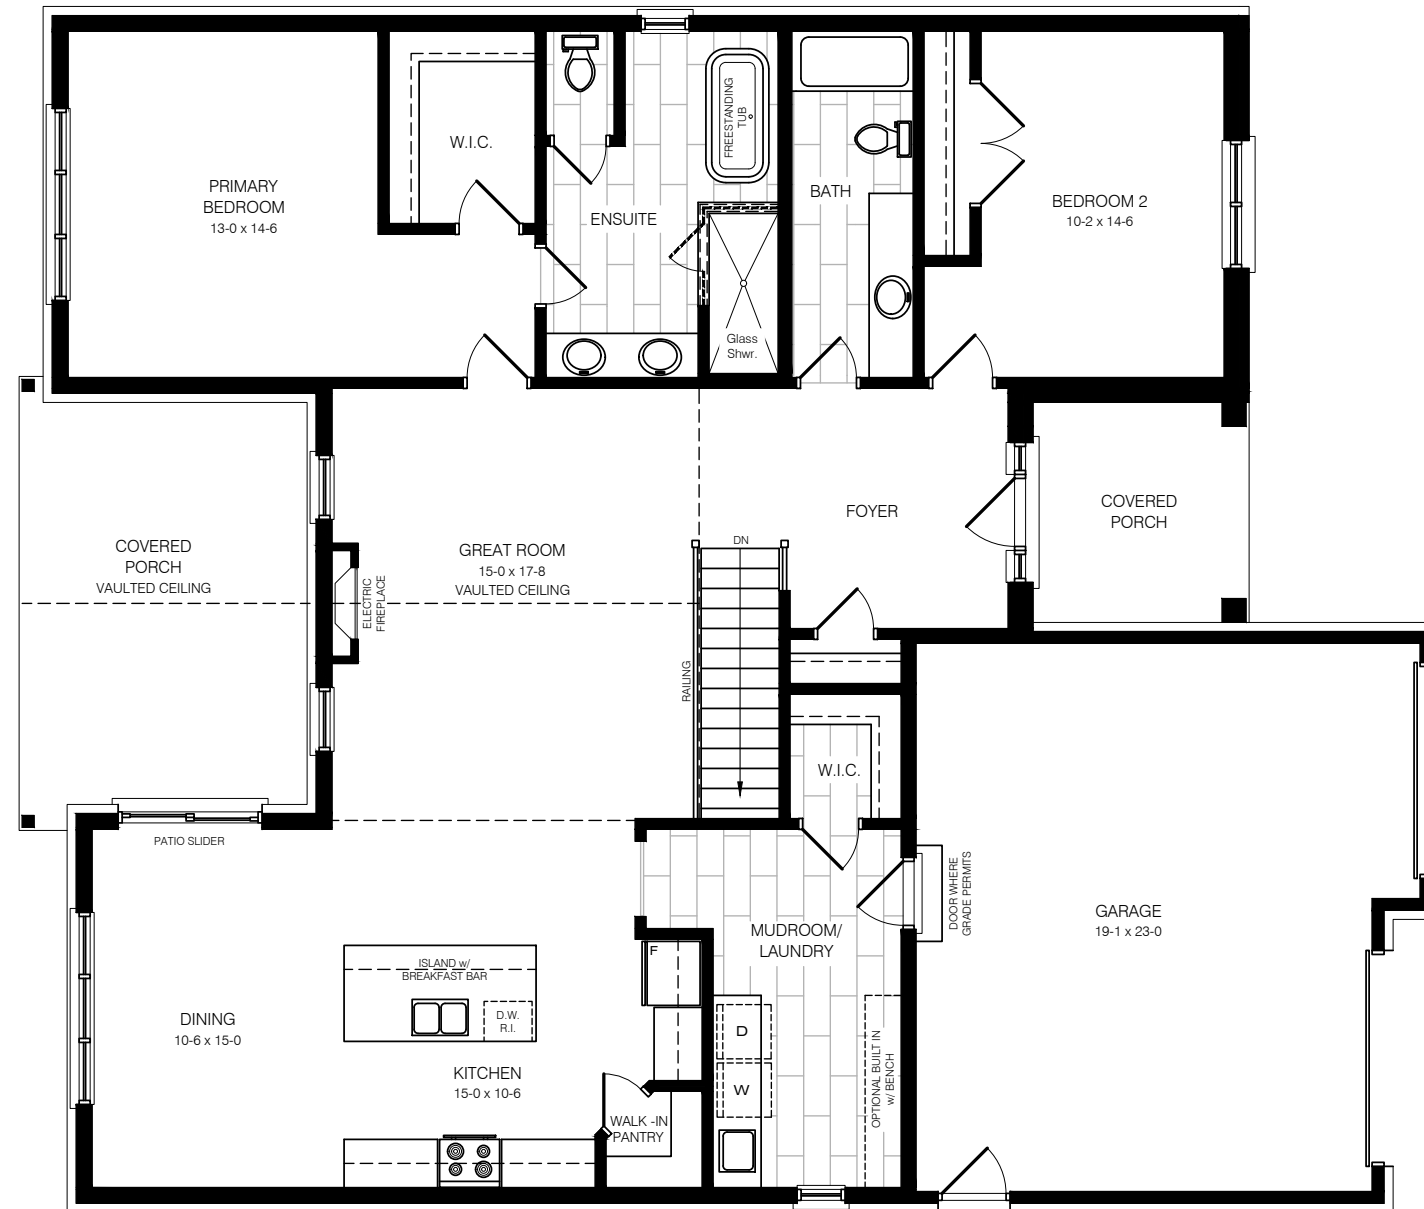 PRIMARY
BEDROOM
13-0 x 14-6
W.I.C.
ENSUITE
FREESTANDING
TUB
Glass
Shwr.
BATH
BEDROOM 2
10-2 x 14-6
COVERED
PORCH
VAULTED CEILING
ELECTRIC
FIREPLACE
GREAT ROOM
15-0 x 17-8
VAULTED CEILING
DN
RAILING
FOYER
COVERED
PORCH
W.I.C.
PATIO SLIDER
MUDROOM/
LAUNDRY
DOOR WHERE
GRADE PERMITS
GARAGE
19-1 x 23-0
DINING
10-6 x 15-0
ISLAND w/
BREAKFAST BAR
D.W.
R.I.
F
KITCHEN
15-0 x 10-6
WALK -IN
PANTRY
D
W
OPTIONAL BUILT IN
w/ BENCH